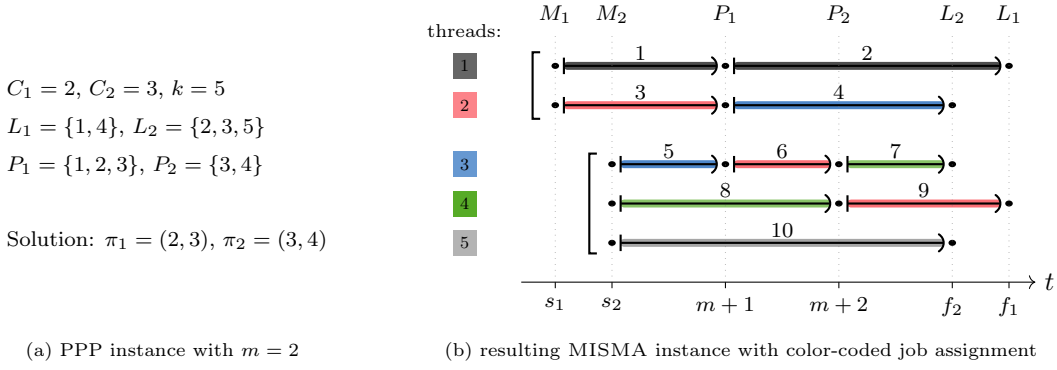 C₁ = 2, C₂ = 3, k = 5
L₁ = {1, 4}, L₂ = {2, 3, 5}
P₁ = {1, 2, 3}, P₂ = {3, 4}
Solution: π₁ = (2, 3), π₂ = (3, 4)
(a) PPP instance with m = 2
M₁ M₂ P₁ P₂ L₂ L₁
threads:
1 1 2
2 3 4
3 5 6 7
4 8 9
5 10
t
s₁ s₂ m + 1 m + 2 f₂ f₁
(b) resulting MISMA instance with color-coded job assignment